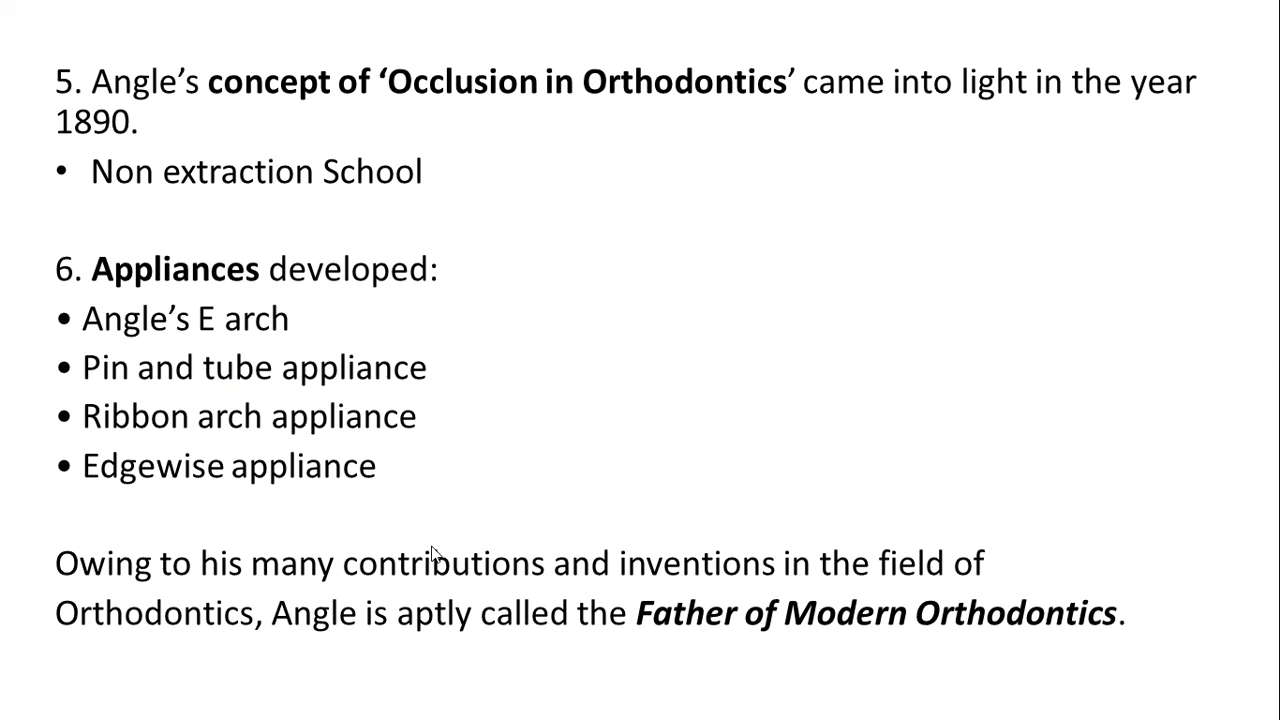 5. Angle’s concept of ‘Occlusion in Orthodontics’ came into light in the year
1890.
• Non extraction School
6. Appliances developed:
• Angle’s E arch
• Pin and tube appliance
• Ribbon arch appliance
• Edgewise appliance
Owing to his many contributions and inventions in the field of
Orthodontics, Angle is aptly called the Father of Modern Orthodontics.